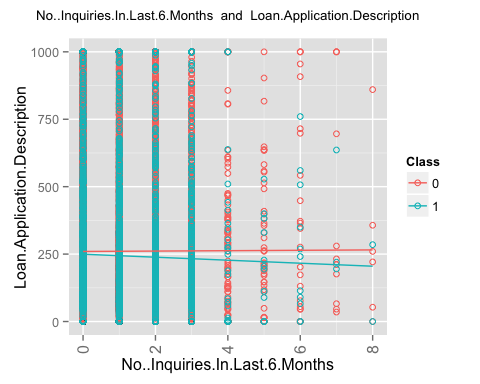 No..Inquiries.In.Last.6.Months and Loan.Application.Description
1000
750
500
250
0
Loan.Application.Description
0 2 4 6 8
No..Inquiries.In.Last.6.Months
Class
0
1